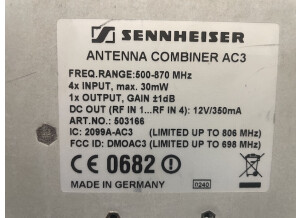 SENNHEISER
ANTENNA COMBINER AC3
FREQ.RANGE:500-870 MHz
4x INPUT, max. 30mW
1x OUTPUT, GAIN ±1dB
DC OUT (RF IN 1... RF IN 4): 12V/350mA
ART. NO.: 503166
IC: 2099A-AC3 (LIMITED UP TO 806 MHz)
FCC ID: DMOAC3 (LIMITED UP TO 698 MHz)
CE 0682
MADE IN GERMANY 0240